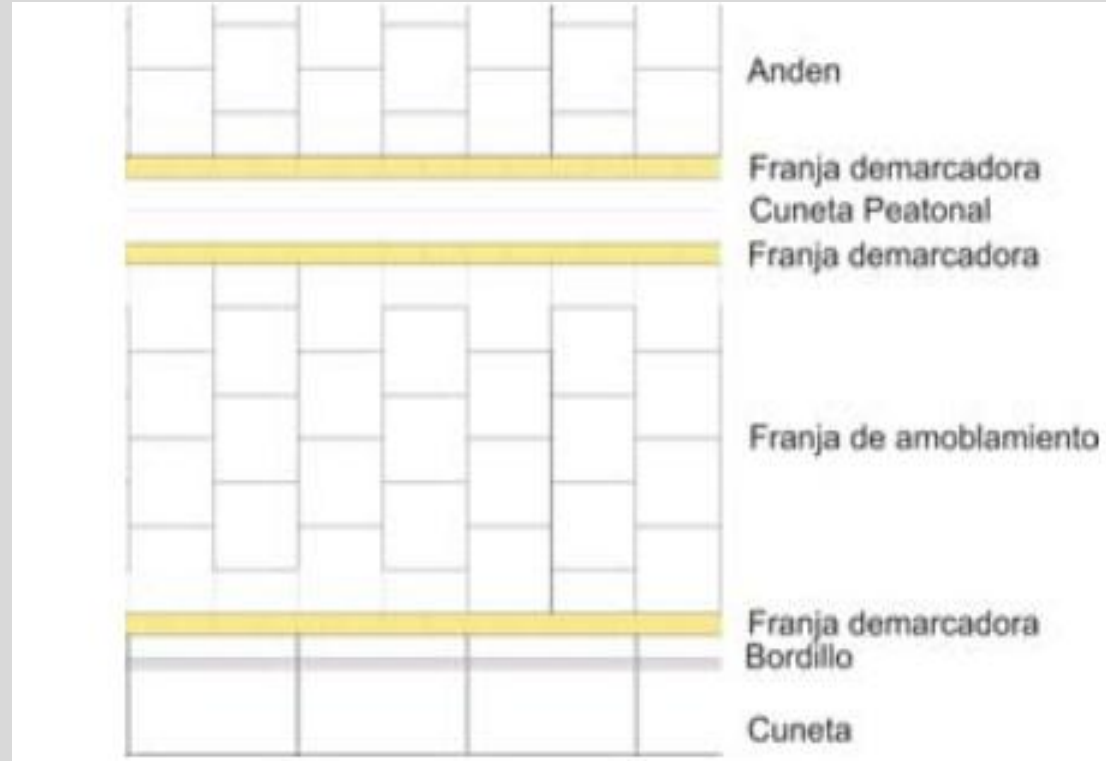 Anden
Franja demarcadora
Cuneta Peatonal
Franja demarcadora
Franja de amoblamiento
Franja demarcadora
Bordillo
Cuneta